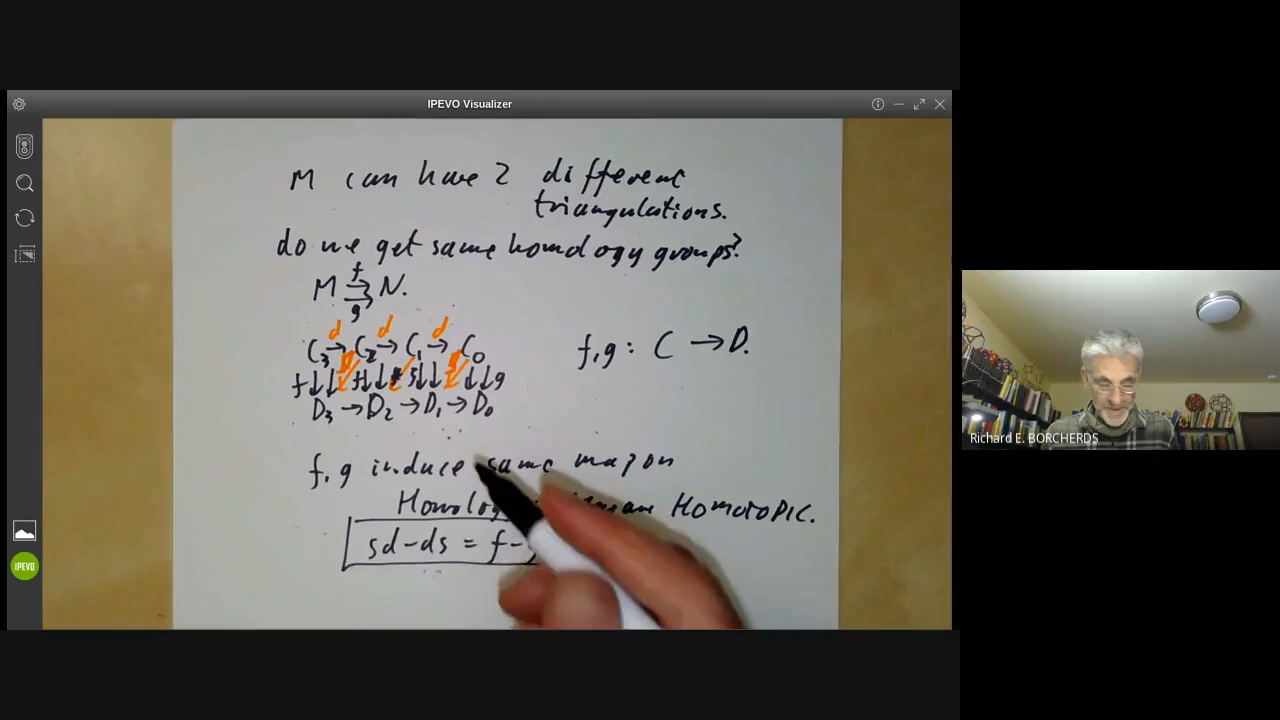 IPEVO Visualizer
M can have 2 different
triangulations.
do we get same homology groups?
f
M ⇉ N.
g
d d d
C3 → C2 → C1 → C0
f, g : C → D.
f g
D3 → D2 → D1 → D0
f, g induce same map on
Homotopic.
sd-ds = f-
IPEVO
Richard E. BORCHERDS